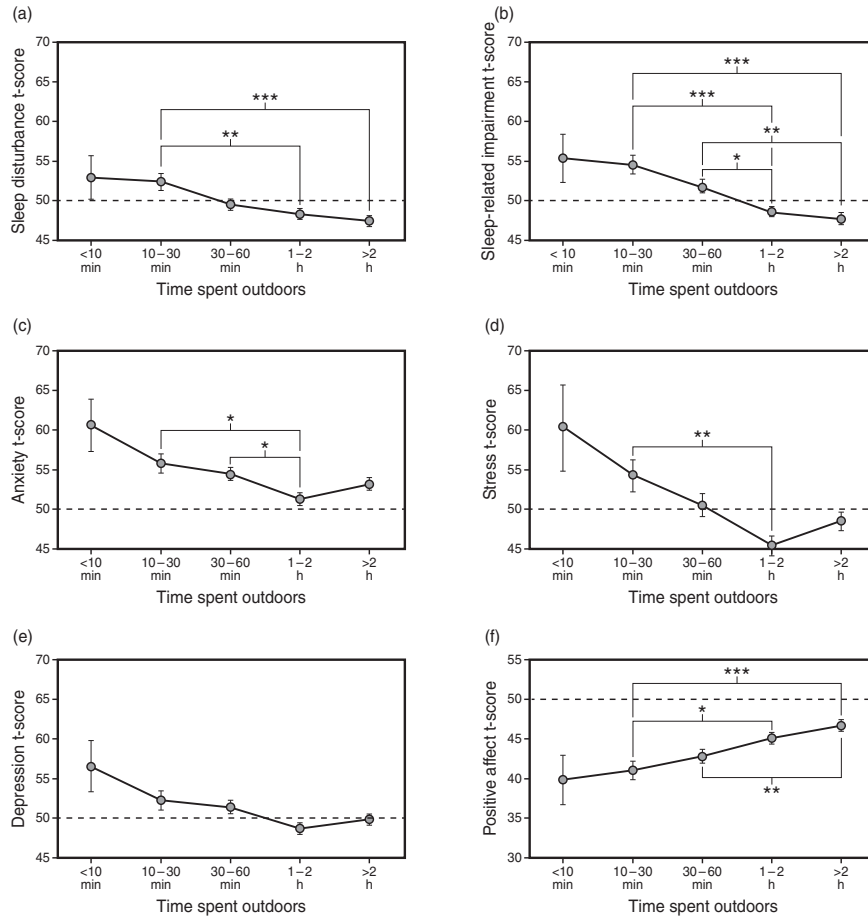 (a)
Sleep disturbance t-score
70
65
60
55
50
45
***
**
<10 min
10–30 min
30–60 min
1–2 h
>2 h
Time spent outdoors
(b)
Sleep-related impairment t-score
70
65
60
55
50
45
***
***
**
*
< 10 min
10–30 min
30–60 min
1–2 h
>2 h
Time spent outdoors
(c)
Anxiety t-score
70
65
60
55
50
45
*
*
<10 min
10–30 min
30–60 min
1–2 h
>2 h
Time spent outdoors
(d)
Stress t-score
70
65
60
55
50
45
**
<10 min
10–30 min
30–60 min
1–2 h
>2 h
Time spent outdoors
(e)
Depression t-score
70
65
60
55
50
45
<10 min
10–30 min
30–60 min
1–2 h
>2 h
Time spent outdoors
(f)
Positive affect t-score
55
50
45
40
35
30
***
*
**
<10 min
10–30 min
30–60 min
1–2 h
>2 h
Time spent outdoors